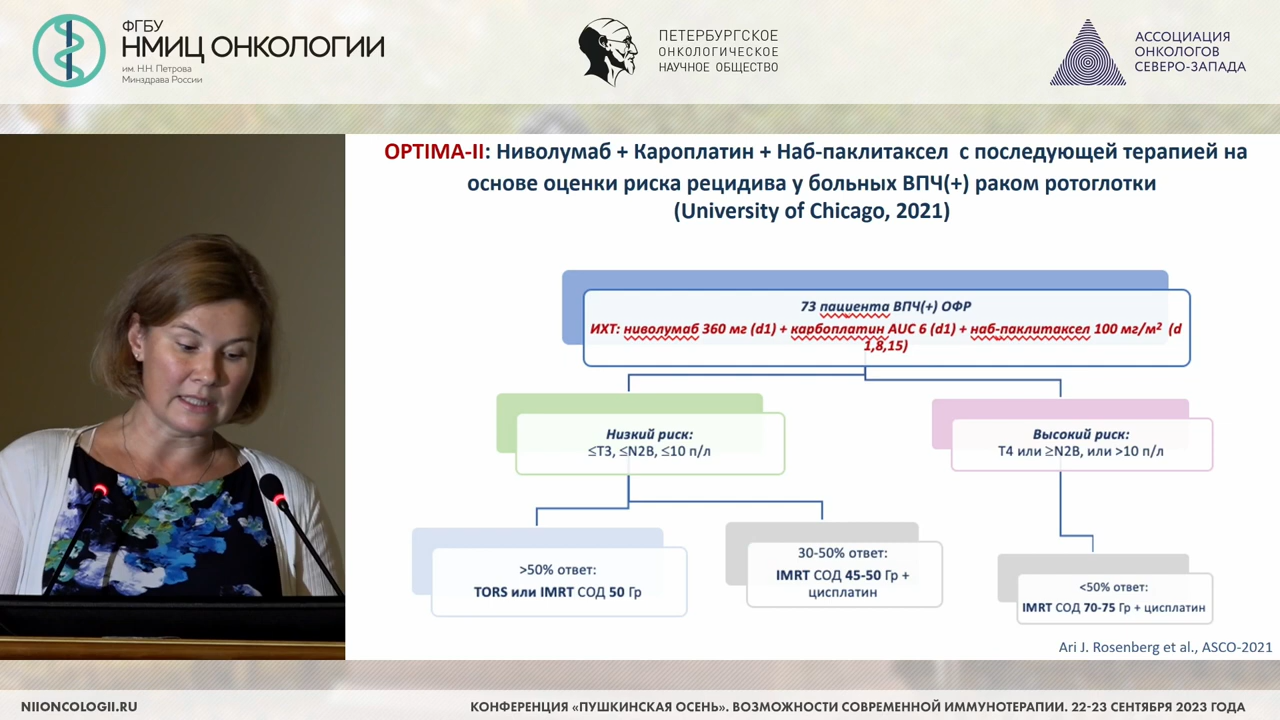 ФГБУ
НМИЦ ОНКОЛОГИИ
им. Н.Н. Петрова
Минздрава России
ПЕТЕРБУРГСКОЕ
ОНКОЛОГИЧЕСКОЕ
НАУЧНОЕ ОБЩЕСТВО
АССОЦИАЦИЯ
ОНКОЛОГОВ
СЕВЕРО-ЗАПАДА
OPTIMA-II: Ниволумаб + Кароплатин + Наб-паклитаксел с последующей терапией на
основе оценки риска рецидива у больных ВПЧ(+) раком ротоглотки
(University of Chicago, 2021)
73 пациента ВПЧ(+) ОФР
ИХТ: ниволумаб 360 мг (d1) + карбоплатин AUC 6 (d1) + наб-паклитаксел 100 мг/м² (d
1,8,15)
Низкий риск:
≤T3, ≤N2B, ≤10 п/л
Высокий риск:
T4 или ≥N2B, или >10 п/л
>50% ответ:
TORS или IMRT СОД 50 Гр
30-50% ответ:
IMRT СОД 45-50 Гр +
цисплатин
<50% ответ:
IMRT СОД 70-75 Гр + цисплатин
Ari J. Rosenberg et al., ASCO-2021
NIIONCOLOGII.RU
КОНФЕРЕНЦИЯ «ПУШКИНСКАЯ ОСЕНЬ». ВОЗМОЖНОСТИ СОВРЕМЕННОЙ ИММУНОТЕРАПИИ. 22-23 СЕНТЯБРЯ 2023 ГОДА